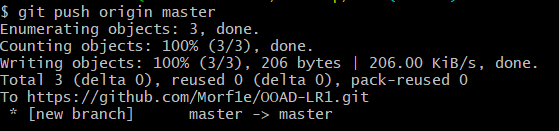 $ git push origin master
Enumerating objects: 3, done.
Counting objects: 100% (3/3), done.
Writing objects: 100% (3/3), 206 bytes | 206.00 KiB/s, done.
Total 3 (delta 0), reused 0 (delta 0), pack-reused 0
To https://github.com/Morf1e/OOAD-LR1.git
 * [new branch]      master -> master